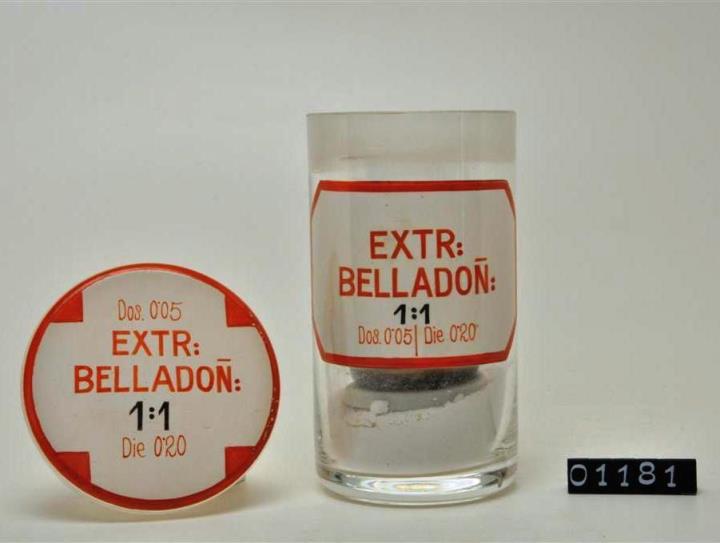 Dos. 0'05
EXTR:
BELLADOÑ:
1:1
Die 0'20
EXTR:
BELLADOÑ:
1:1
Dos. 0'05 | Die 0'20
01181